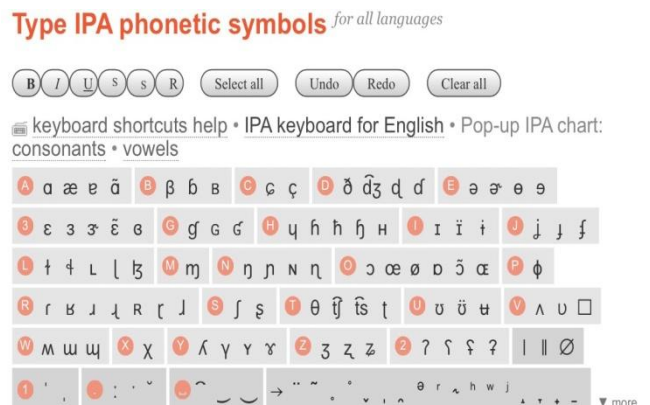 Type IPA phonetic symbols for all languages
B I U S s R Select all Undo Redo Clear all
keyboard shortcuts help • IPA keyboard for English • Pop-up IPA chart:
consonants • vowels
A ɑ æ ɐ ɑ̃ B β ɓ ʙ C ɕ ç D ð d͡ʒ ɖ ɗ E ə ɚ ɵ ɘ
3 ɛ ɜ ɝ ɛ̃ ɞ G ɠ ɢ ʛ H ɥ ɦ ħ ɧ ʜ I ɪ ɪ̈ ɨ J ʝ ɟ ʄ
L ɫ ɬ ʟ ɭ ɮ M ɱ N ŋ ɲ ɴ ɳ O ɔ œ ø ɒ ɔ̃ ɶ P ɸ
R ɾ ʁ ɹ ɻ ʀ ɽ ɺ S ʃ ʂ T θ t͡ʃ t͡s ʈ U ʊ ʊ̈ ʉ V ʌ ʋ
W ʍ ɯ ɰ X χ Y ʎ ɣ ʏ ɤ Z ʒ ʐ ʑ 2 ʔ ʕ ʢ ʡ | ‖ Ø
1 ˈ ˌ . ː → ə r h w j
▼ more